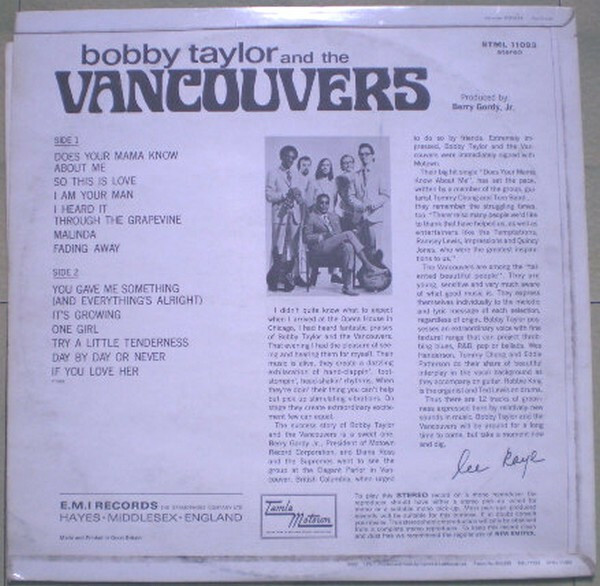 bobby taylor and the
VANCOUVERS
STML 11093
stereo
Produced by:
Berry Gordy, Jr.
SIDE 1
DOES YOUR MAMA KNOW
ABOUT ME
SO THIS IS LOVE
I AM YOUR MAN
I HEARD IT
THROUGH THE GRAPEVINE
MALINDA
FADING AWAY
SIDE 2
YOU GAVE ME SOMETHING
(AND EVERYTHING'S ALRIGHT)
IT'S GROWING
ONE GIRL
TRY A LITTLE TENDERNESS
DAY BY DAY OR NEVER
IF YOU LOVE HER
I didn't quite know what to expect
when I arrived at the Opera House in
Chicago. I had heard fantastic praises
of Bobby Taylor and the Vancouvers.
That evening I had the pleasure of see-
ing and hearing them for myself. Their
music is alive, they create a dazzling
exhilaration of hand-clappin', foot-
stompin', head-shakin' rhythms. When
they're doin' their thing you can't help
but pick up stimulating vibrations. On
stage they create extraordinary excite-
ment few can equal.
The success story of Bobby Taylor
and the Vancouvers is a sweet one.
Berry Gordy Jr., President of Motown
Record Corporation, and Diana Ross
and the Supremes went to see the
group at the Elegant Parlor in Van-
couver, British Columbia, when urged
to do so by friends. Extremely im-
pressed, Bobby Taylor and the Van-
couvers were immediately signed with
Motown.
Their big hit single "Does Your Mama
Know About Me", has set the pace,
written by a member of the group, gui-
tarist Tommy Chong and Tom Baird...
they remember the struggling times,
too. "There're so many people we'd like
to thank that have helped us, as well as
entertainers like the Temptations,
Ramsey Lewis, Impressions and Quincy
Jones, who were the greatest inspira-
tions to us."
The Vancouvers are among the "tal-
ented beautiful people". They are
young, sensitive and very much aware
of what good music is. They express
themselves individually to the melodic
and lyric message of each selection,
regardless of origin. Bobby Taylor pos-
sesses an extraordinary voice with fine
textural range that can project throb-
bing blues, R&B, pop or ballads. Wes
Henderson, Tommy Chong and Eddie
Patterson do their share of beautiful
interplay in the vocal background as
they accompany on guitar. Robbie King
is the organist and Ted Lewis on drums.
Thus there are 12 tracks of great-
ness expressed here by relatively new
sounds in music. Bobby Taylor and the
Vancouvers will be around for a long
time to come, but take a moment now
and dig.
Lee Raye
E.M.I RECORDS
HAYES·MIDDLESEX·ENGLAND
Made and Printed in Great Britain
Tamla
Motown
To play this STEREO record on a mono reproducer the